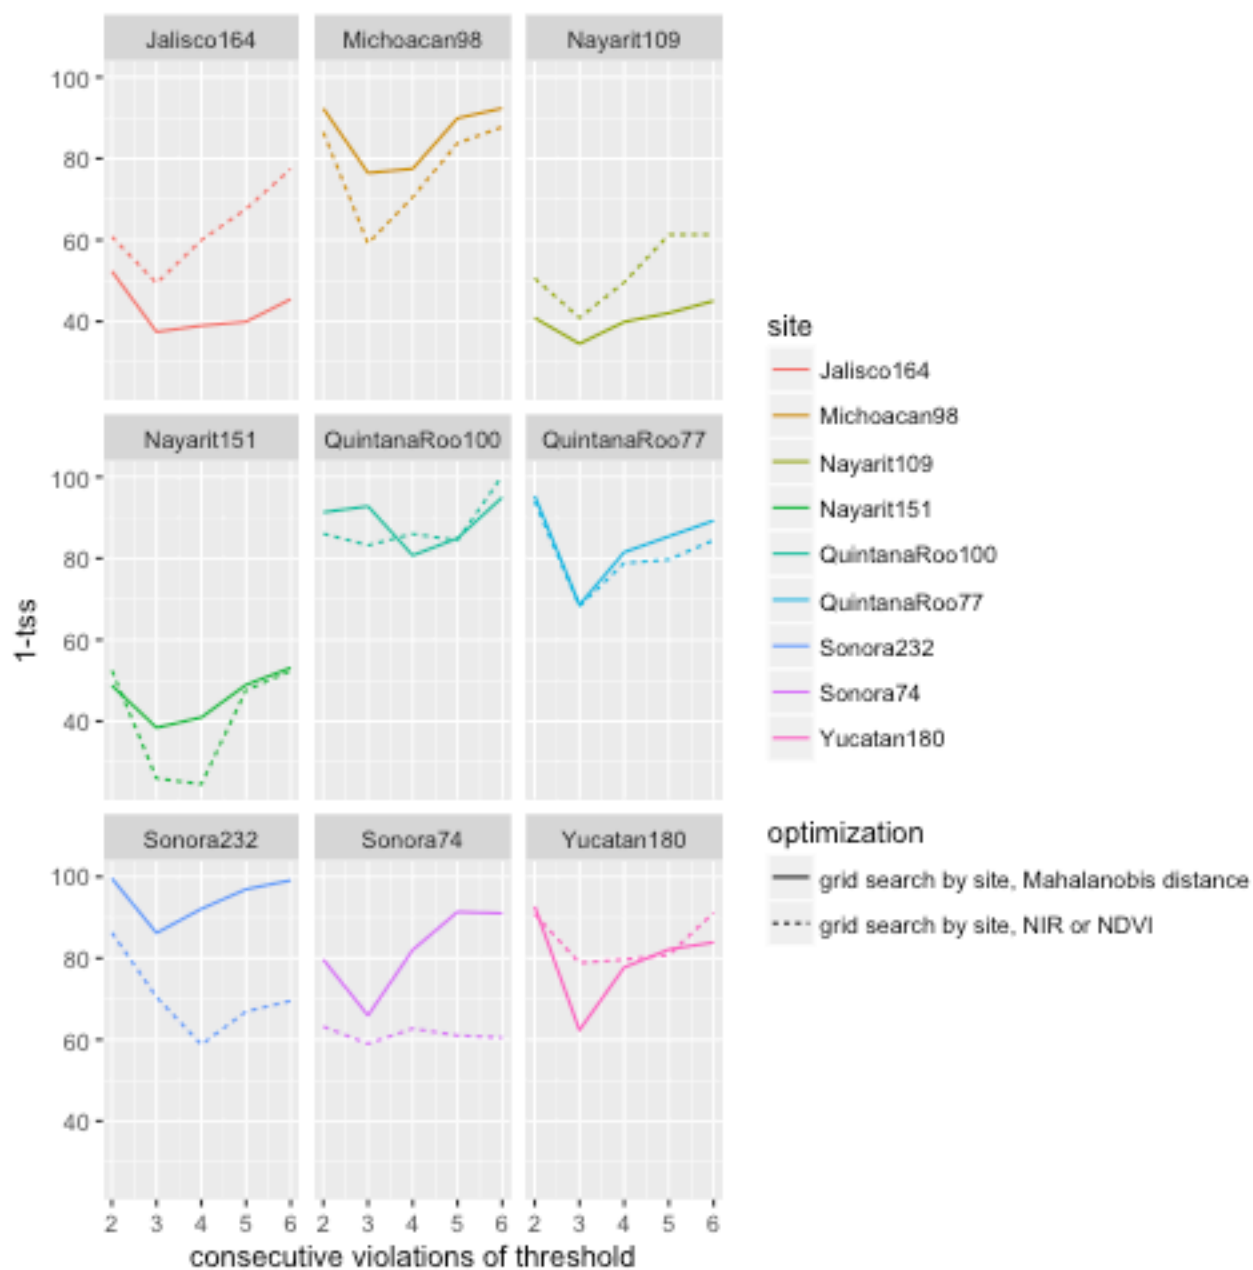 Jalisco164 Michoacan98 Nayarit109
100
80
60
40
Nayarit151 QuintanaRoo100 QuintanaRoo77
100
80
60
40
Sonora232 Sonora74 Yucatan180
100
80
60
40
2 3 4 5 6 2 3 4 5 6 2 3 4 5 6
consecutive violations of threshold
1-tss
site
Jalisco164
Michoacan98
Nayarit109
Nayarit151
QuintanaRoo100
QuintanaRoo77
Sonora232
Sonora74
Yucatan180
optimization
grid search by site, Mahalanobis distance
grid search by site, NIR or NDVI